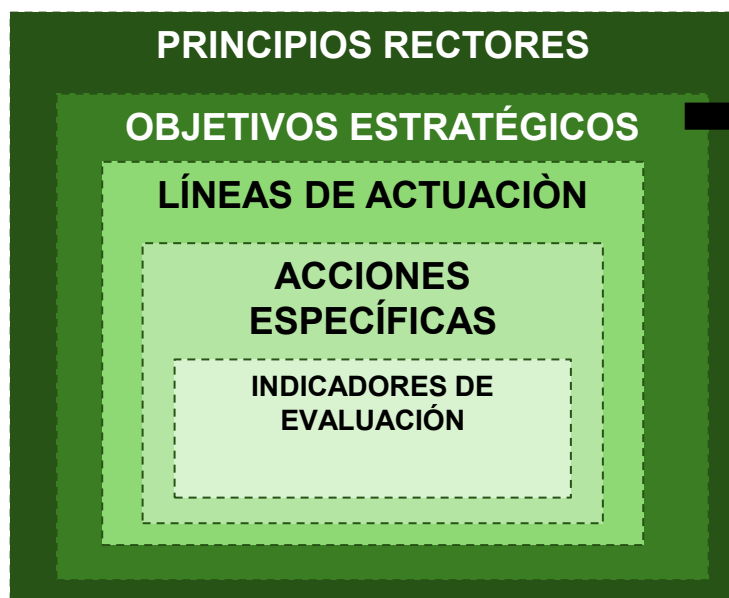 PRINCIPIOS RECTORES
OBJETIVOS ESTRATÉGICOS
LÍNEAS DE ACTUACIÒN
ACCIONES
ESPECÍFICAS
INDICADORES DE
EVALUACIÓN